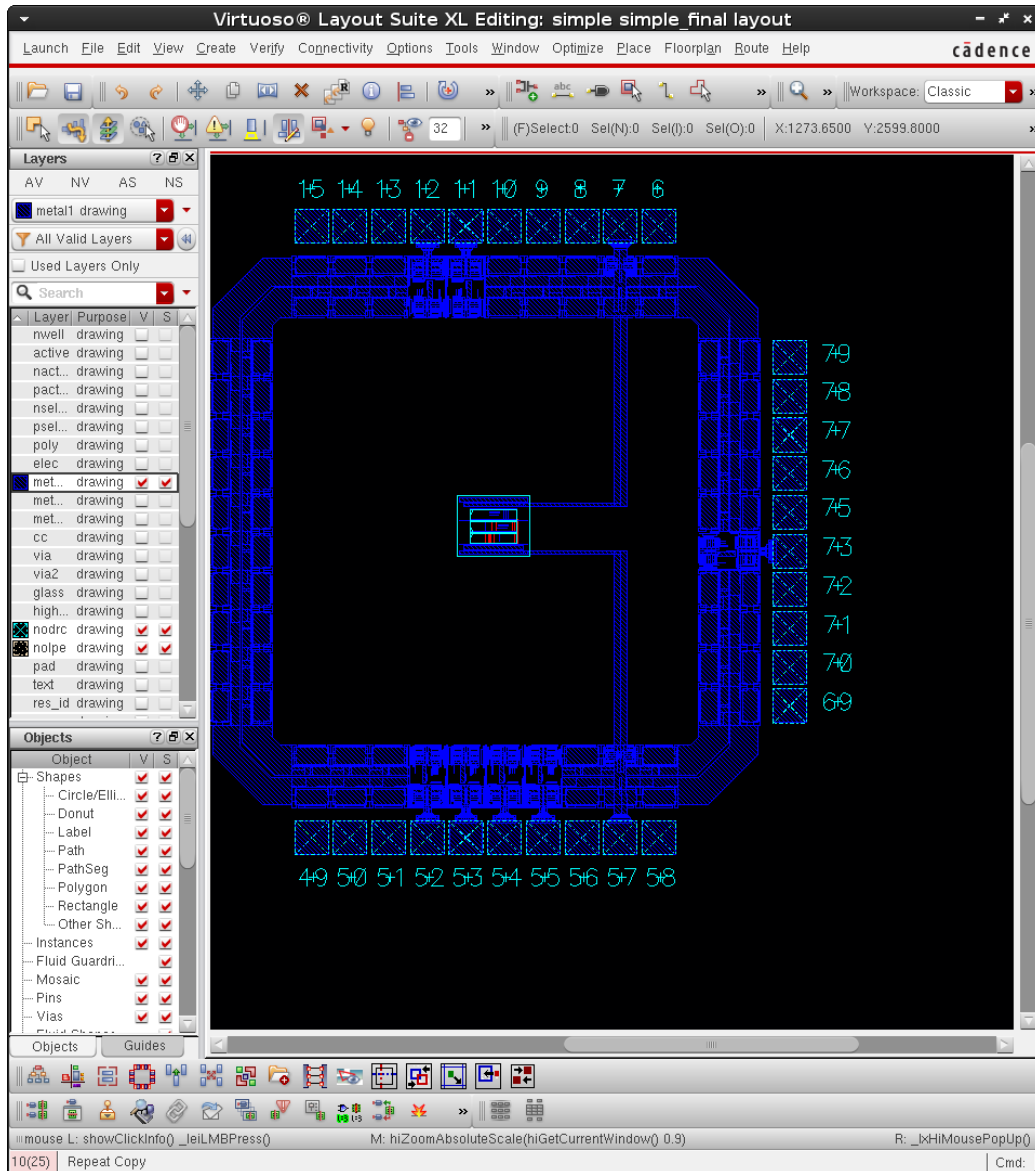 Virtuoso® Layout Suite XL Editing: simple simple_final layout
Launch File Edit View Create Verify Connectivity Options Tools Window Optimize Place Floorplan Route Help cādence
» » » Workspace: Classic »
32 » (F)Select:0 Sel(N):0 Sel(I):0 Sel(O):0 X:1273.6500 Y:2599.8000 »
Layers
AV NV AS NS
metal1 drawing
All Valid Layers
Used Layers Only
Search
Layer Purpose V S
nwell drawing
active drawing
nact... drawing
pact... drawing
nsel... drawing
psel... drawing
poly drawing
elec drawing
met... drawing
met... drawing
met... drawing
cc drawing
via drawing
via2 drawing
glass drawing
high... drawing
nodrc drawing
nolpe drawing
pad drawing
text drawing
res_id drawing
Objects
Object V S
Shapes
Circle/Elli...
Donut
Label
Path
PathSeg
Polygon
Rectangle
Other Sh...
Instances
Fluid Guardri...
Mosaic
Pins
Vias
Objects Guides
15 14 13 12 11 10 9 8 7 6
79
78
77
76
75
73
72
71
70
69
49 50 51 52 53 54 55 56 57 58
»
mouse L: showClickInfo() _leiLMBPress() M: hiZoomAbsoluteScale(hiGetCurrentWindow() 0.9) R: _lxHiMousePopUp()
10(25) Repeat Copy Cmd: